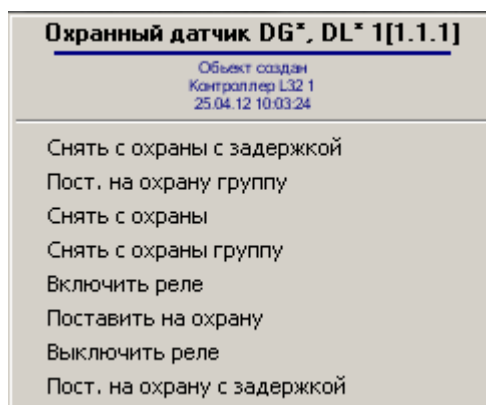 Охранный датчик DG*, DL* 1[1.1.1]
Обьект создан
Контроллер L32 1
25.04.12 10:03:24
Снять с охраны с задержкой
Пост. на охрану группу
Снять с охраны
Снять с охраны группу
Включить реле
Поставить на охрану
Выключить реле
Пост. на охрану с задержкой